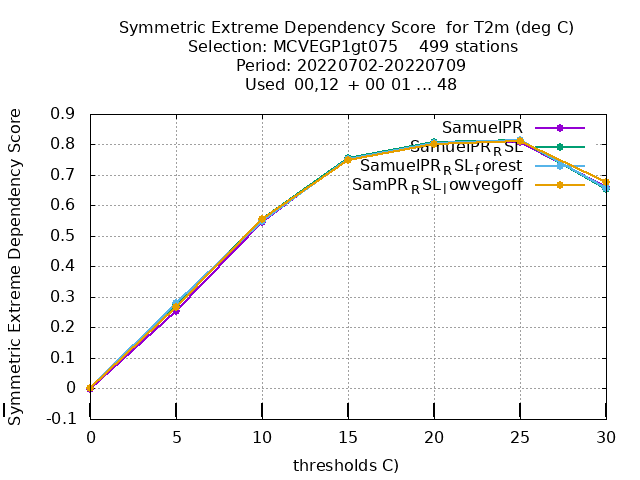 Symmetric Extreme Dependency Score for T2m (deg C)
Selection: MCVEGP1gt075 499 stations
Period: 20220702-20220709
Used 00,12 + 00 01 ... 48
Symmetric Extreme Dependency Score
0.9
0.8
0.7
0.6
0.5
0.4
0.3
0.2
0.1
0
-0.1
SamuelPR
SamuelPR_RSL
SamuelPR_RSL_forest
SamPR_RSL_lowvegoff
0 5 10 15 20 25 30
thresholds C)